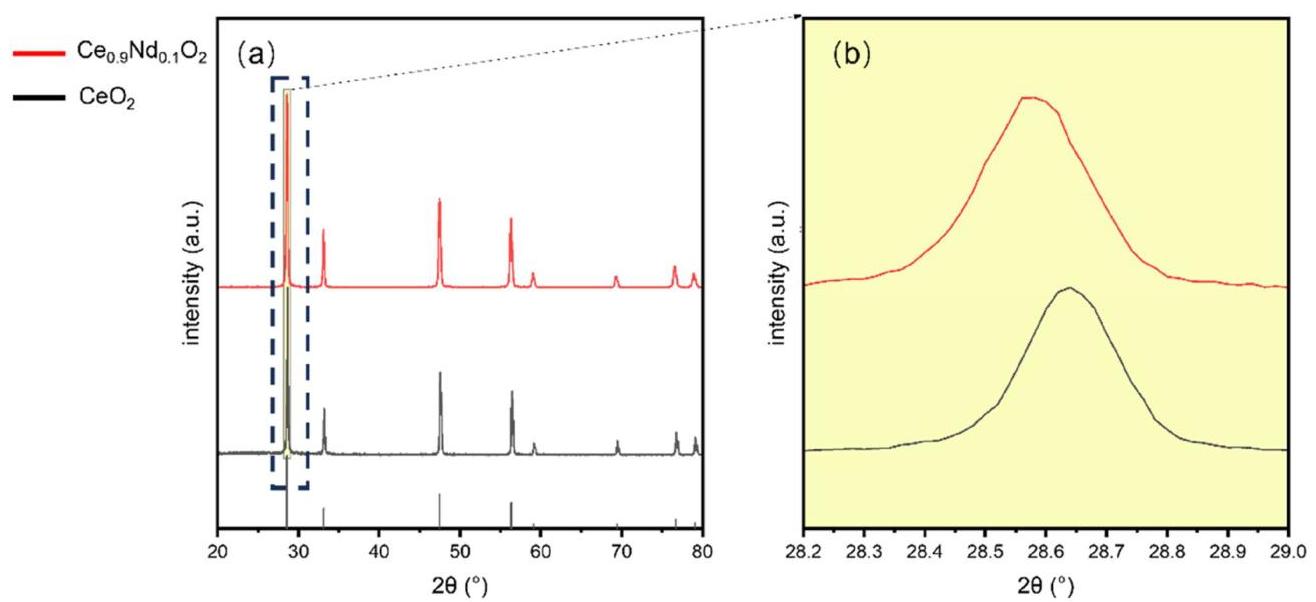 Ce₀.₉Nd₀.₁O₂
CeO₂
(a)
intensity (a.u.)
20 30 40 50 60 70 80
2θ (°)
(b)
intensity (a.u.)
28.2 28.3 28.4 28.5 28.6 28.7 28.8 28.9 29.0
2θ (°)